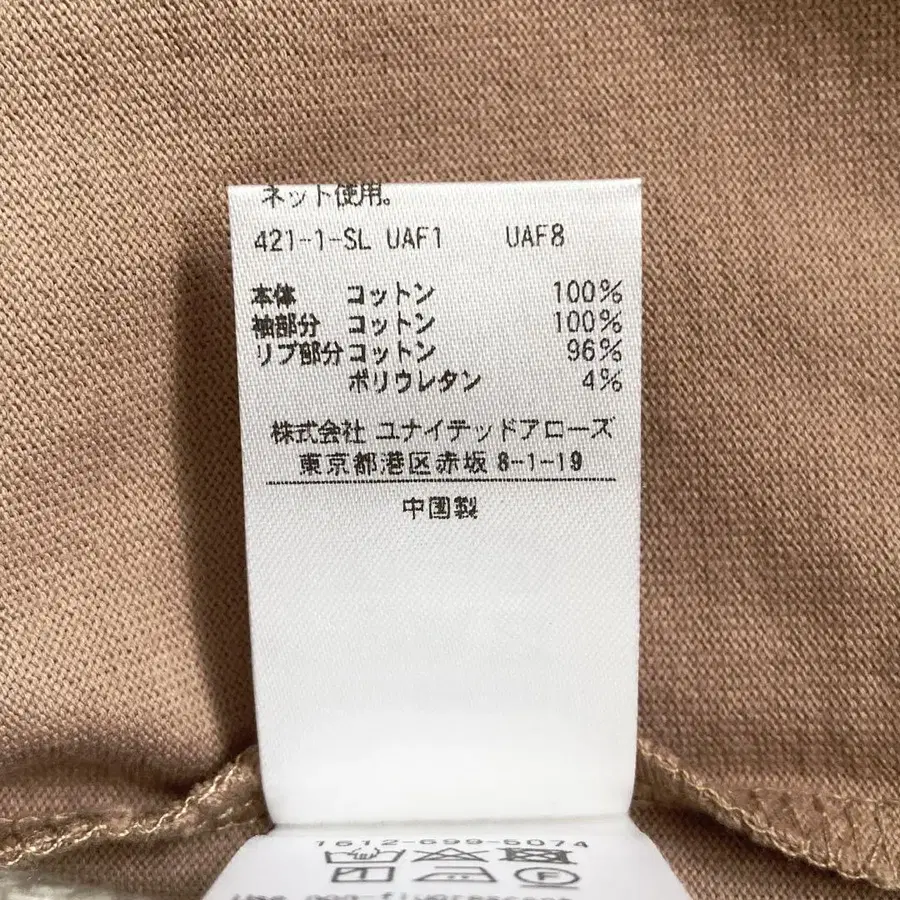 ネット使用。
421-1-SL UAF1 UAF8
本体 コットン 100%
袖部分 コットン 100%
リブ部分 コットン 96%
ポリウレタン 4%
株式会社 ユナイテッドアローズ
東京都港区赤坂 8-1-19
中国製
1612-699-5074
use non-fluorescent